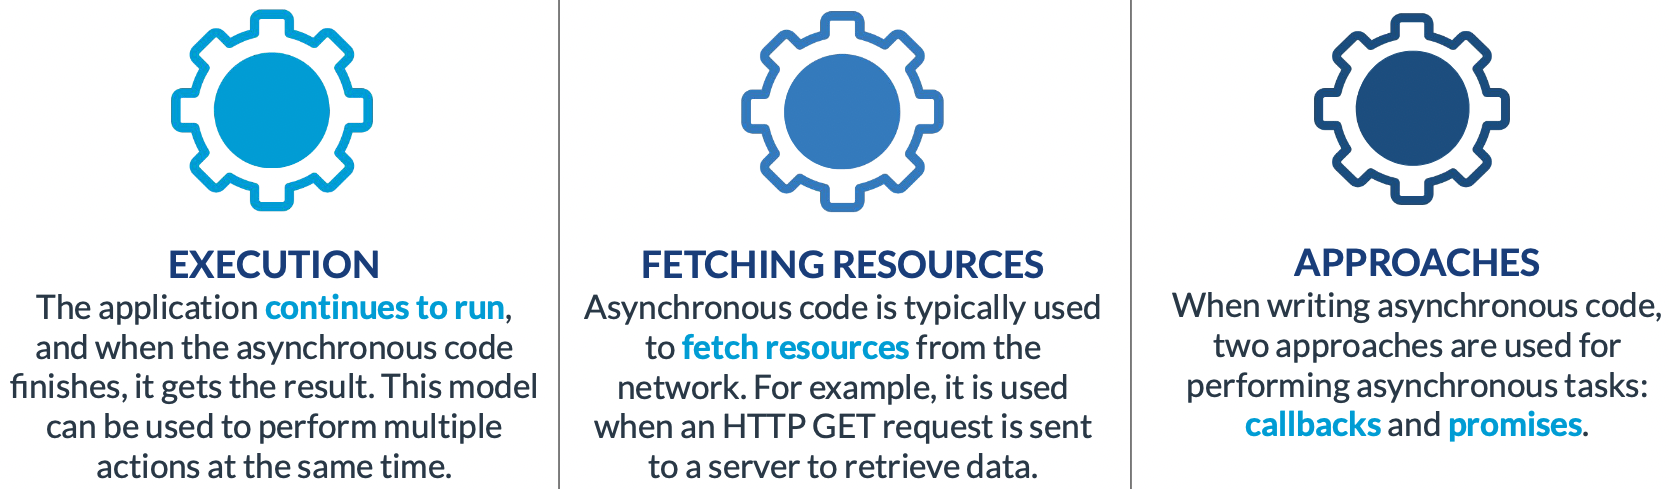 EXECUTION
The application continues to run,
and when the asynchronous code
finishes, it gets the result. This model
can be used to perform multiple
actions at the same time.
FETCHING RESOURCES
Asynchronous code is typically used
to fetch resources from the
network. For example, it is used
when an HTTP GET request is sent
to a server to retrieve data.
APPROACHES
When writing asynchronous code,
two approaches are used for
performing asynchronous tasks:
callbacks and promises.